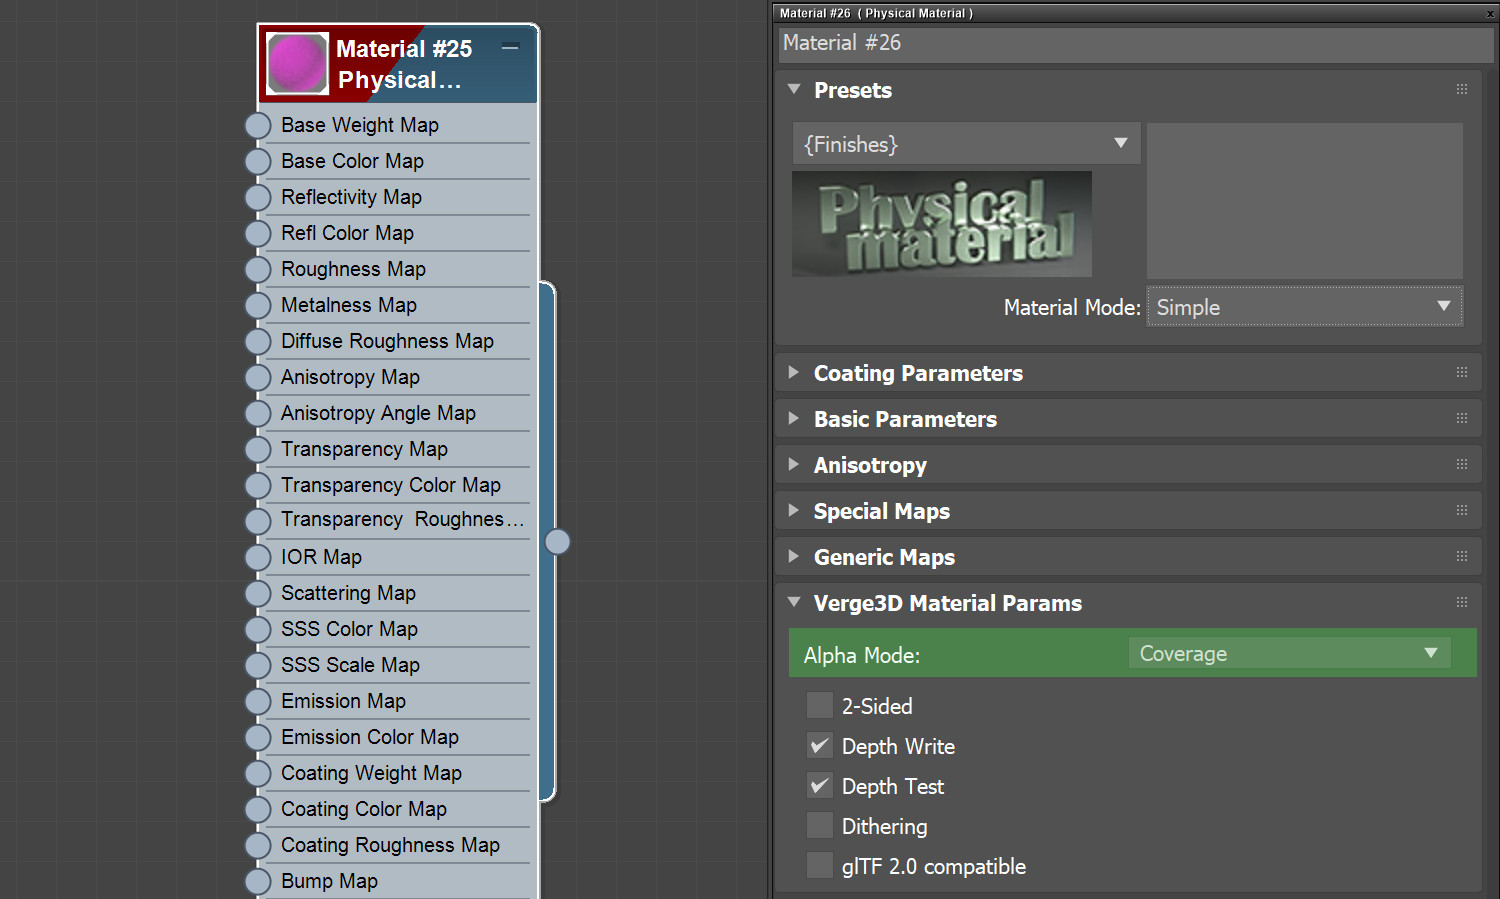 Material #25
Physical...
Base Weight Map
Base Color Map
Reflectivity Map
Refl Color Map
Roughness Map
Metalness Map
Diffuse Roughness Map
Anisotropy Map
Anisotropy Angle Map
Transparency Map
Transparency Color Map
Transparency Roughnes...
IOR Map
Scattering Map
SSS Color Map
SSS Scale Map
Emission Map
Emission Color Map
Coating Weight Map
Coating Color Map
Coating Roughness Map
Bump Map
Material #26 ( Physical Material )
x
Material #26
Presets
{Finishes}
Physical
material
Material Mode: Simple
Coating Parameters
Basic Parameters
Anisotropy
Special Maps
Generic Maps
Verge3D Material Params
Alpha Mode: Coverage
2-Sided
Depth Write
Depth Test
Dithering
glTF 2.0 compatible